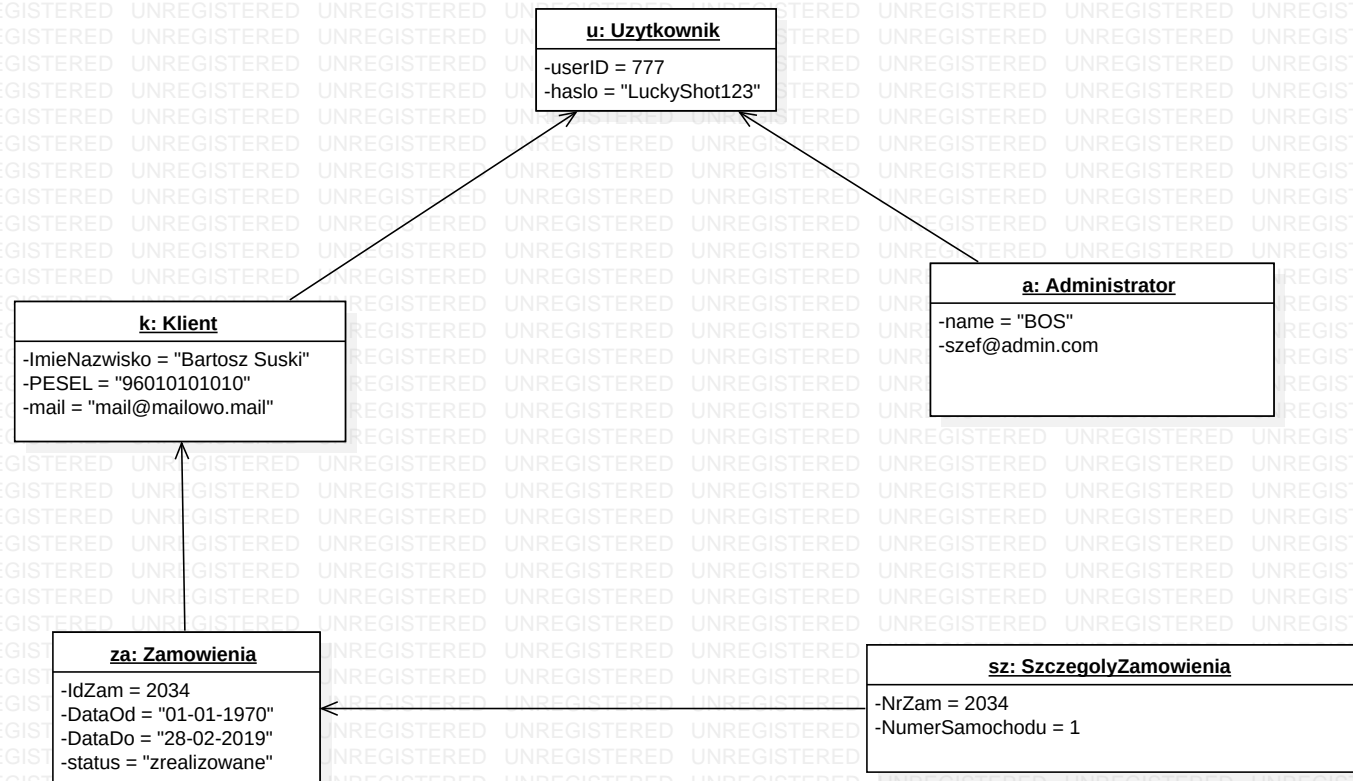 u: Uzytkownik
-userID = 777
-haslo = "LuckyShot123"
a: Administrator
-name = "BOS"
-szef@admin.com
k: Klient
-ImieNazwisko = "Bartosz Suski"
-PESEL = "96010101010"
-mail = "mail@mailowo.mail"
za: Zamowienia
-IdZam = 2034
-DataOd = "01-01-1970"
-DataDo = "28-02-2019"
-status = "zrealizowane"
sz: SzczegolyZamowienia
-NrZam = 2034
-NumerSamochodu = 1
UNREGISTERED